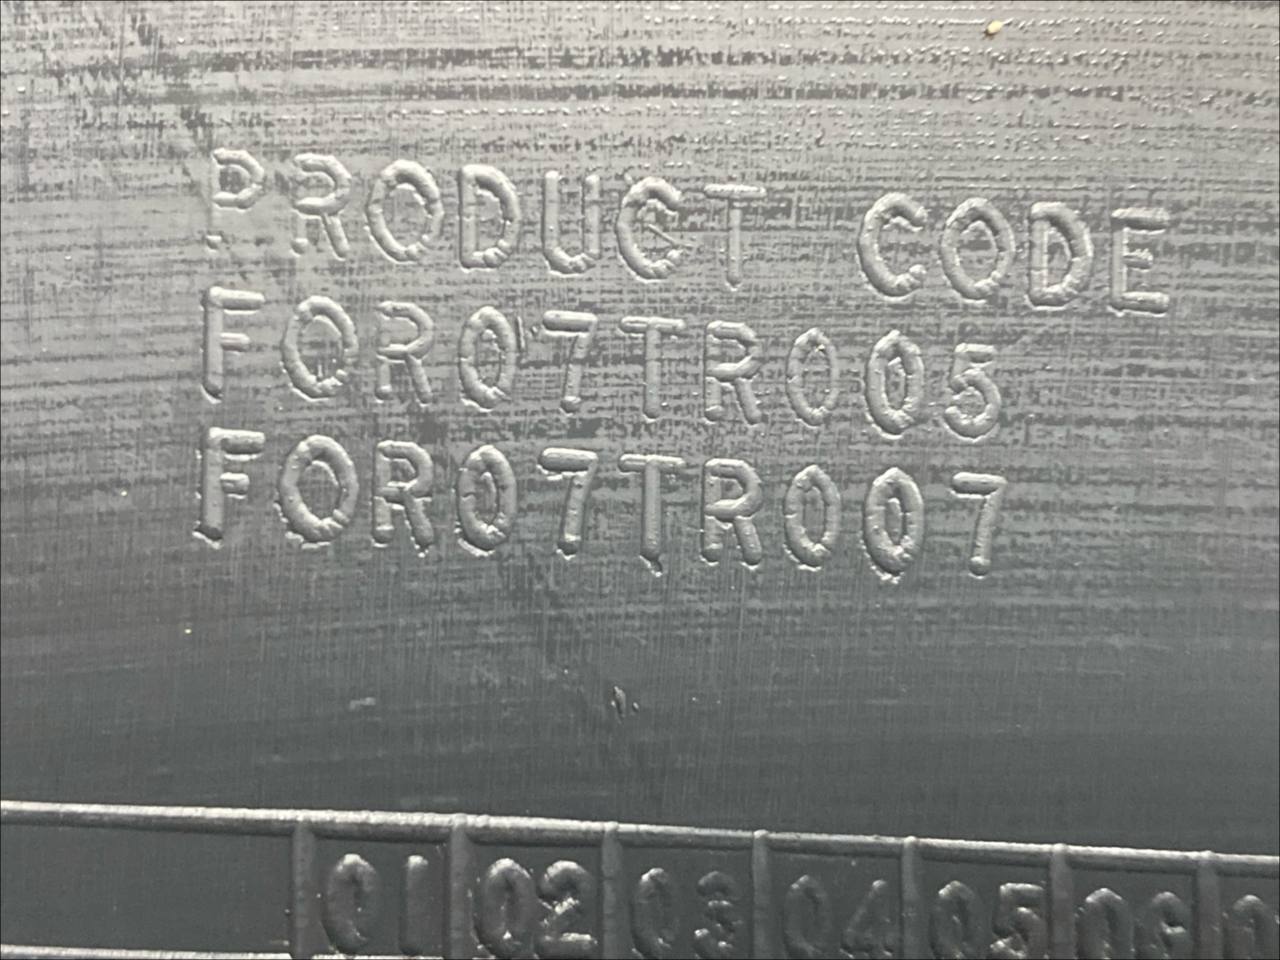 PRODUCT CODE
FOR07TR005
FOR07TR007
01 02 03 04 05 06